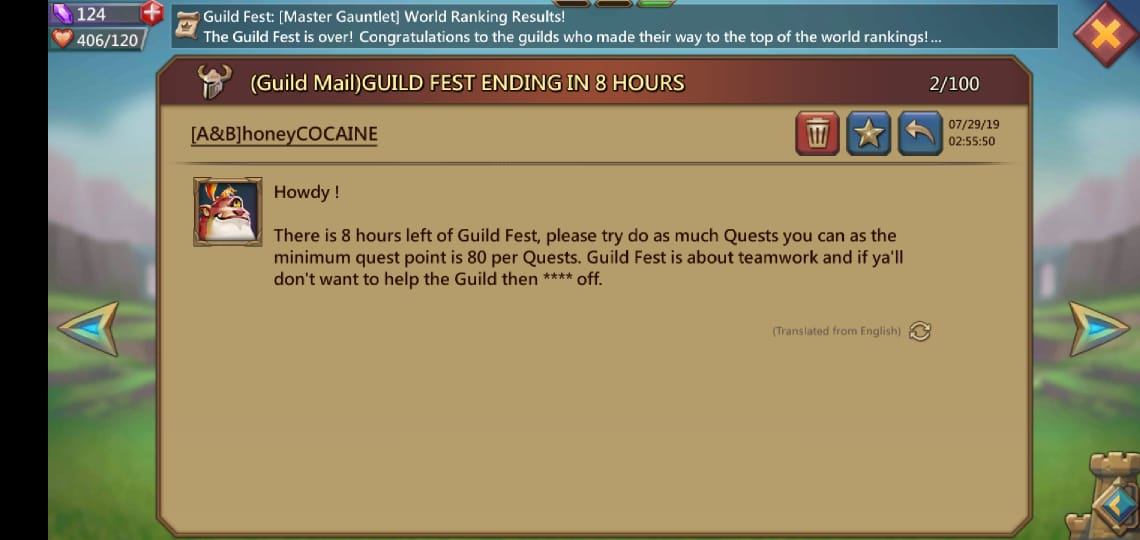 124
406/120
Guild Fest: [Master Gauntlet] World Ranking Results!
The Guild Fest is over! Congratulations to the guilds who made their way to the top of the world rankings!...
(Guild Mail)GUILD FEST ENDING IN 8 HOURS
2/100
[A&B]honeyCOCAINE
07/29/19
02:55:50
Howdy !
There is 8 hours left of Guild Fest, please try do as much Quests you can as the
minimum quest point is 80 per Quests. Guild Fest is about teamwork and if ya'll
don't want to help the Guild then **** off.
(Translated from English)